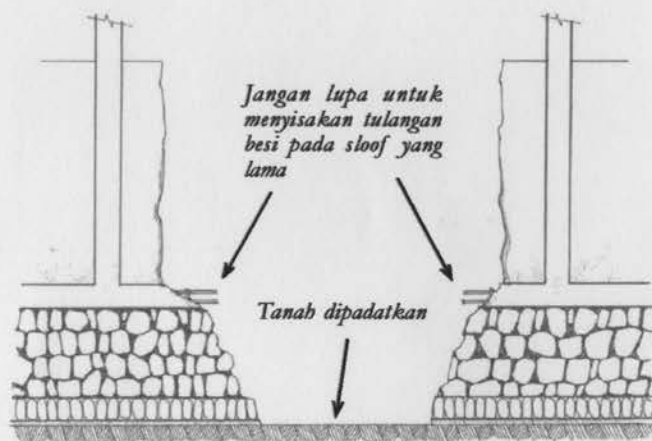 Jangan lupa untuk
menyisakan tulangan
besi pada sloof yang
lama
Tanah dipadatkan